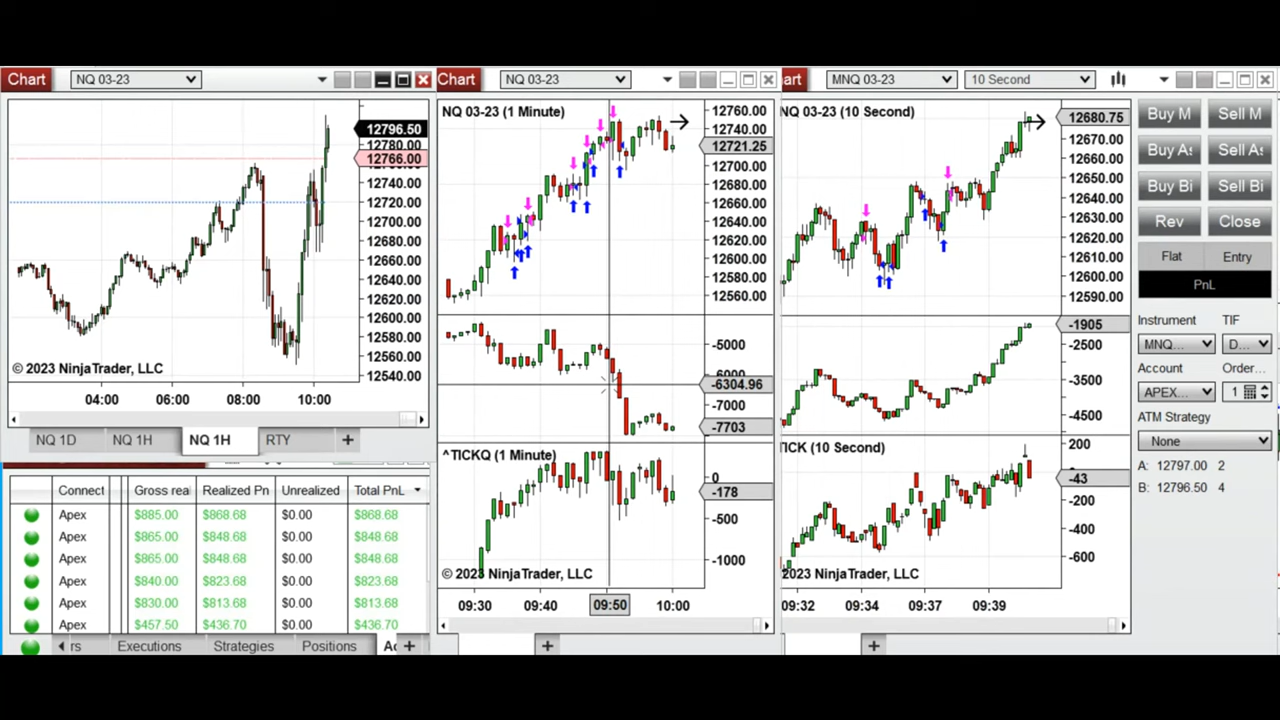 Chart
NQ 03-23
12796.50
12780.00
12766.00
12740.00
12720.00
12700.00
12680.00
12660.00
12640.00
12620.00
12600.00
12580.00
12560.00
12540.00
© 2023 NinjaTrader, LLC
04:00 06:00 08:00 10:00
NQ 1D NQ 1H NQ 1H RTY +
Connect Gross rea Realized Pn Unrealized Total PnL
Apex $885.00 $868.68 $0.00 $868.68
Apex $865.00 $848.68 $0.00 $848.68
Apex $865.00 $848.68 $0.00 $848.68
Apex $840.00 $823.68 $0.00 $823.68
Apex $830.00 $813.68 $0.00 $813.68
Apex $457.50 $436.70 $0.00 $436.70
rs Executions Strategies Positions Ac +
Chart
NQ 03-23
NQ 03-23 (1 Minute)
12760.00
12740.00
12721.25
12700.00
12680.00
12660.00
12640.00
12620.00
12600.00
12580.00
12560.00
-5000
-6304.96
-7000
-7703
^TICKQ (1 Minute)
0
-178
-500
-1000
© 2023 NinjaTrader, LLC
09:30 09:40 09:50 10:00
+
art
MNQ 03-23
10 Second
NQ 03-23 (10 Second)
12680.75
12670.00
12660.00
12650.00
12640.00
12630.00
12620.00
12610.00
12600.00
12590.00
-1905
-2500
-3500
-4500
TICK (10 Second)
200
-43
-200
-400
-600
2023 NinjaTrader, LLC
09:32 09:34 09:37 09:39
+
Buy M Sell M
Buy As Sell As
Buy Bi Sell Bi
Rev Close
Flat Entry
PnL
Instrument TIF
MNQ... D...
Account Order...
APEX... 1
ATM Strategy
None
A: 12797.00 2
B: 12796.50 4